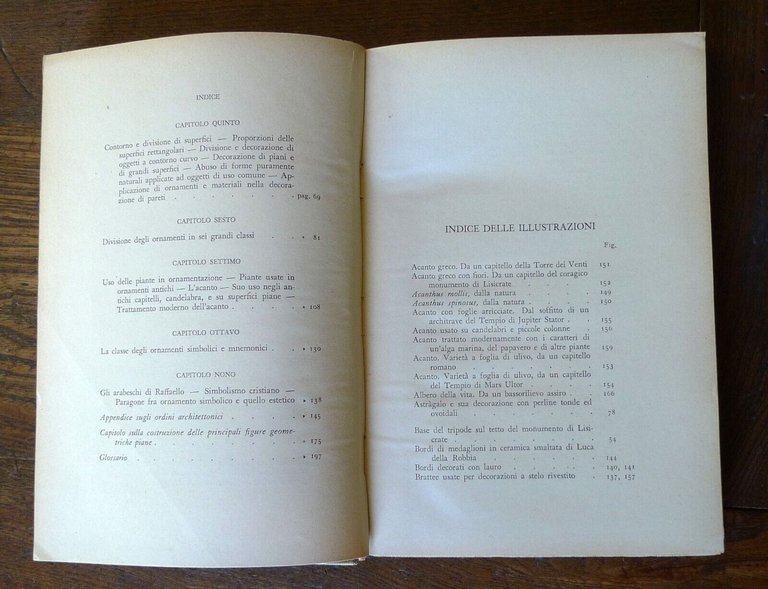 INDICE
CAPITOLO QUINTO
Contorno e divisione di superfici — Proporzioni delle
superfici rettangolari — Divisione e decorazione di
oggetti a contorno curvo — Decorazione di piani e
di grandi superfici — Abuso di forme puramente
naturali applicate ad oggetti di uso comune — Ap-
plicazione di ornamenti e materiali nella decora-
zione di pareti . . . . . . . pag. 69
CAPITOLO SESTO
Divisione degli ornamenti in sei grandi classi . . » 81
CAPITOLO SETTIMO
Uso delle piante in ornamentazione — Piante usate in
ornamenti antichi — L'acanto — Suo uso negli an-
tichi capitelli, candelabra, e su superfici piane —
Trattamento moderno dell'acanto . . . . » 108
CAPITOLO OTTAVO
La classe degli ornamenti simbolici e mnemonici . . » 130
CAPITOLO NONO
Gli arabeschi di Raffaello — Simbolismo cristiano —
Paragone fra ornamento simbolico e quello estetico » 138
Appendice sugli ordini architettonici . . . . » 145
Capitolo sulla costruzione delle principali figure geome-
triche piane . . . . . . . . » 175
Glossario . . . . . . . . . » 197
INDICE DELLE ILLUSTRAZIONI
Fig.
Acanto greco. Da un capitello della Torre dei Venti 151
Acanto greco con fiori. Da un capitello del coragico
monumento di Lisicrate . . . . . 152
Acanthus mollis, dalla natura . . . . . 149
Acanthus spinosus, dalla natura . . . . 150
Acanto con foglie arricciate. Dal soffitto di un
architrave del Tempio di Jupiter Stator . . 155
Acanto usato su candelabri e piccole colonne . 156
Acanto trattato modernamente con i caratteri di
un'alga marina, del papavero e di altre piante 159
Acanto. Varietà a foglia di ulivo, da un capitello
romano . . . . . . . . 153
Acanto. Varietà a foglia di ulivo, da un capitello
del Tempio di Mars Ultor . . . . . 154
Albero della vita. Da un bassorilievo assiro . . 166
Astràgalo e sua decorazione con perline tonde ed
ovoidali . . . . . . . . 78
Base del tripode sul tetto del monumento di Lisi-
crate . . . . . . . . . 54
Bordi di medaglioni in ceramica smaltata di Luca
della Robbia . . . . . . . 144
Bordi decorati con lauro . . . . . 140, 141
Brattee usate per decorazioni a stelo rivestito . 137, 157